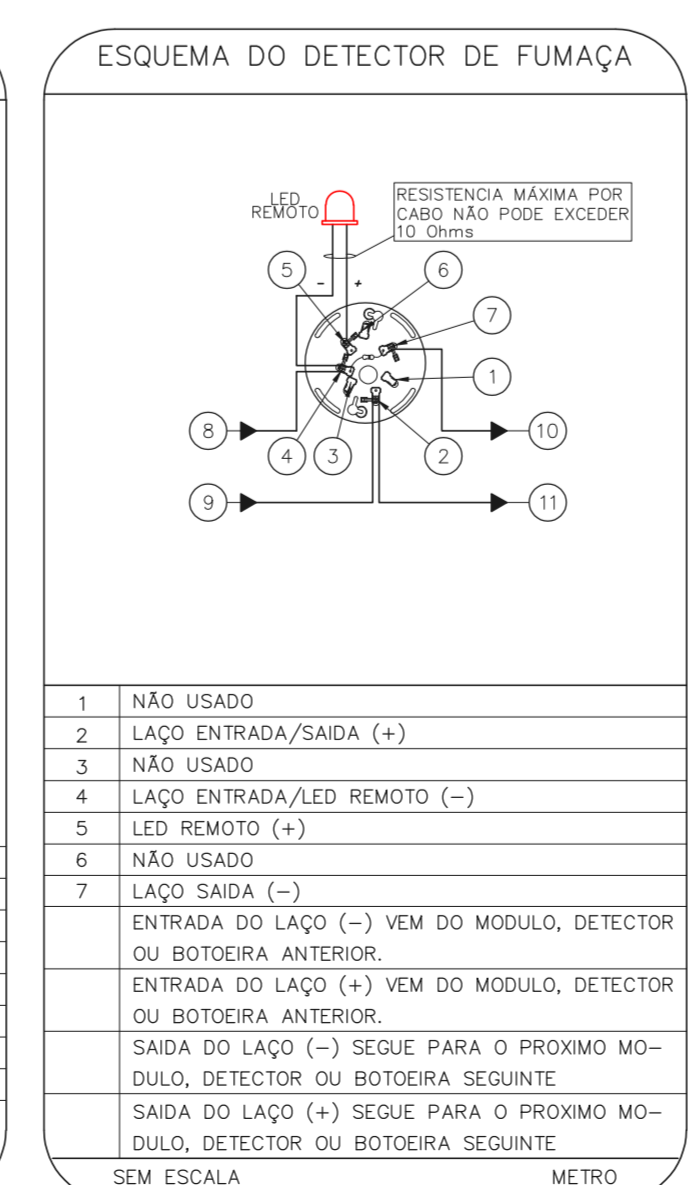 ESQUEMA DO DETECTOR DE FUMAÇA
LED
REMOTO
RESISTENCIA MÁXIMA POR
CABO NÃO PODE EXCEDER
10 Ohms
5
- +
6
7
1
8
4
3
2
10
9
11
1 NÃO USADO
2 LAÇO ENTRADA/SAIDA (+)
3 NÃO USADO
4 LAÇO ENTRADA/LED REMOTO (-)
5 LED REMOTO (+)
6 NÃO USADO
7 LAÇO SAIDA (-)
ENTRADA DO LAÇO (-) VEM DO MODULO, DETECTOR
OU BOTOEIRA ANTERIOR.
ENTRADA DO LAÇO (+) VEM DO MODULO, DETECTOR
OU BOTOEIRA ANTERIOR.
SAIDA DO LAÇO (-) SEGUE PARA O PROXIMO MO-
DULO, DETECTOR OU BOTOEIRA SEGUINTE
SAIDA DO LAÇO (+) SEGUE PARA O PROXIMO MO-
DULO, DETECTOR OU BOTOEIRA SEGUINTE
SEM ESCALA METRO